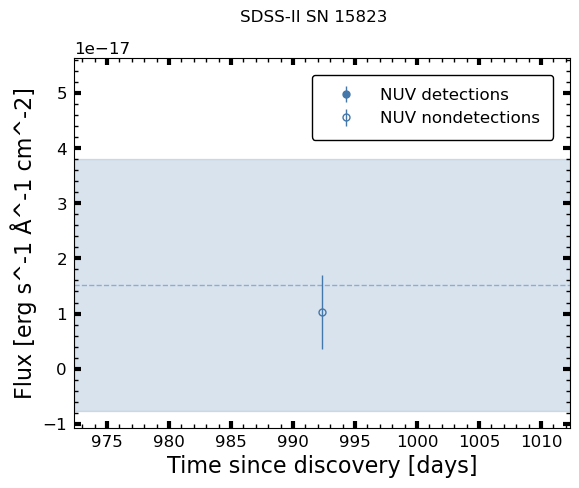 SDSS-II SN 15823
1e−17
NUV detections
NUV nondetections
5
4
3
2
1
0
−1
Flux [erg s^-1 Å^-1 cm^-2]
975 980 985 990 995 1000 1005 1010
Time since discovery [days]